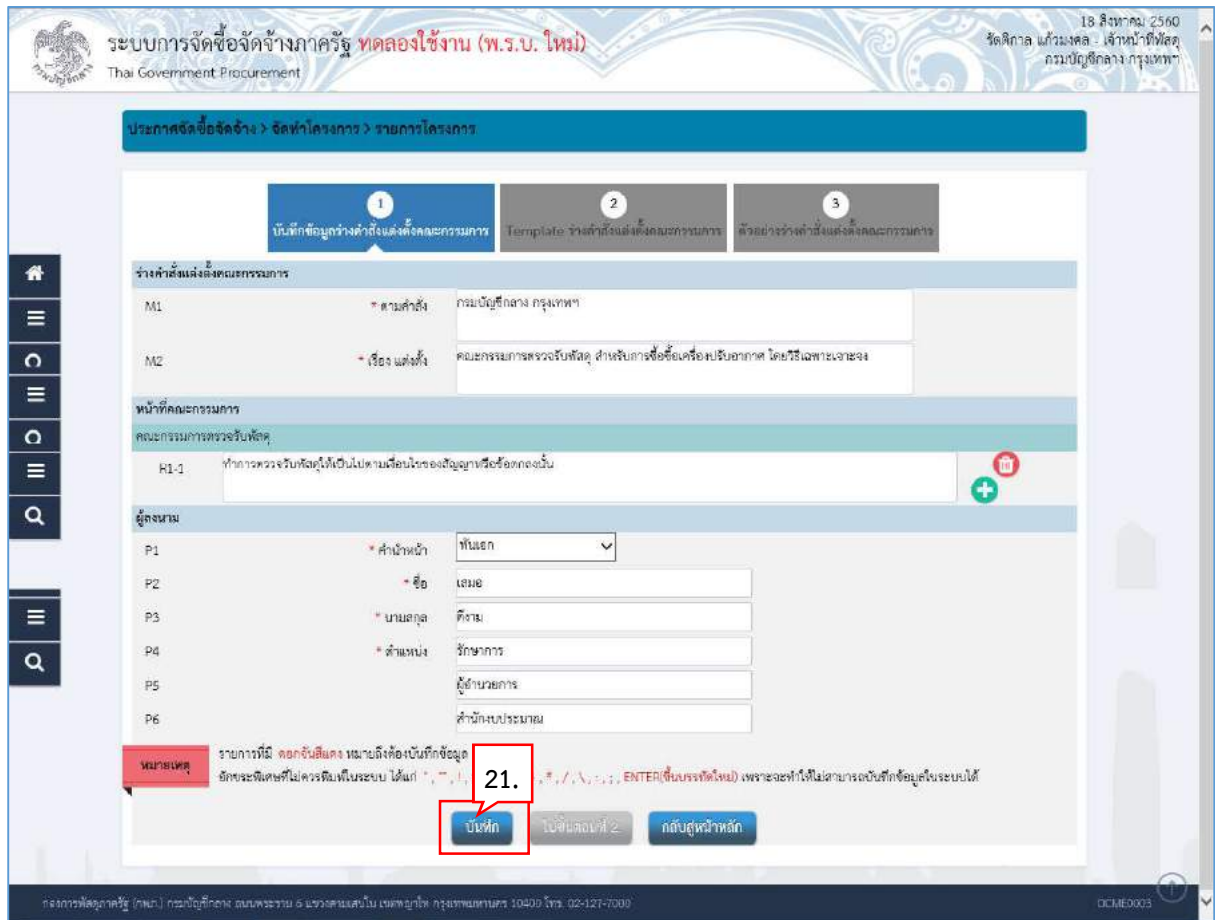 18 สิงหาคม 2560
ระบบการจัดซื้อจัดจ้างภาครัฐ ทดลองใช้งาน (พ.ร.บ. ใหม่)
รัตติกาล แก้วมงคล - เจ้าหน้าที่พัสดุ
Thai Government Procurement
กรมบัญชีกลาง กรุงเทพฯ
ประกาศจัดซื้อจัดจ้าง > จัดทำโครงการ > รายการโครงการ
1 2 3
บันทึกข้อมูลร่างคำสั่งแต่งตั้งคณะกรรมการ Template ร่างคำสั่งแต่งตั้งคณะกรรมการ ตัวอย่างร่างคำสั่งแต่งตั้งคณะกรรมการ
ร่างคำสั่งแต่งตั้งคณะกรรมการ
M1 * ตามคำสั่ง กรมบัญชีกลาง กรุงเทพฯ
M2 * เรื่อง แต่งตั้ง คณะกรรมการตรวจรับพัสดุ สำหรับการซื้อซื้อเครื่องปรับอากาศ โดยวิธีเฉพาะเจาะจง
หน้าที่คณะกรรมการ
คณะกรรมการตรวจรับพัสดุ
R1-1 ทำการตรวจรับพัสดุให้เป็นไปตามเงื่อนไขของสัญญาหรือข้อตกลงนั้น
ผู้ลงนาม
P1 * คำนำหน้า พันเอก
P2 * ชื่อ เสมอ
P3 * นามสกุล ดีงาม
P4 * ตำแหน่ง รักษาการ
P5 ผู้อำนวยการ
P6 สำนักงบประมาณ
หมายเหตุ
รายการที่มี ดอกจันสีแดง หมายถึงต้องบันทึกข้อมูล
อักขระพิเศษที่ไม่ควรพิมพ์ในระบบ ได้แก่ ' , " , ! , * , / , \ , : , ; , ENTER(ขึ้นบรรทัดใหม่) เพราะจะทำให้ไม่สามารถบันทึกข้อมูลในระบบได้
21.
บันทึก ไปขั้นตอนที่ 2 กลับสู่หน้าหลัก
กองการพัสดุภาครัฐ (กพภ.) กรมบัญชีกลาง ถนนพระราม 6 แขวงสามเสนใน เขตพญาไท กรุงเทพมหานคร 10400 โทร. 02-127-7000